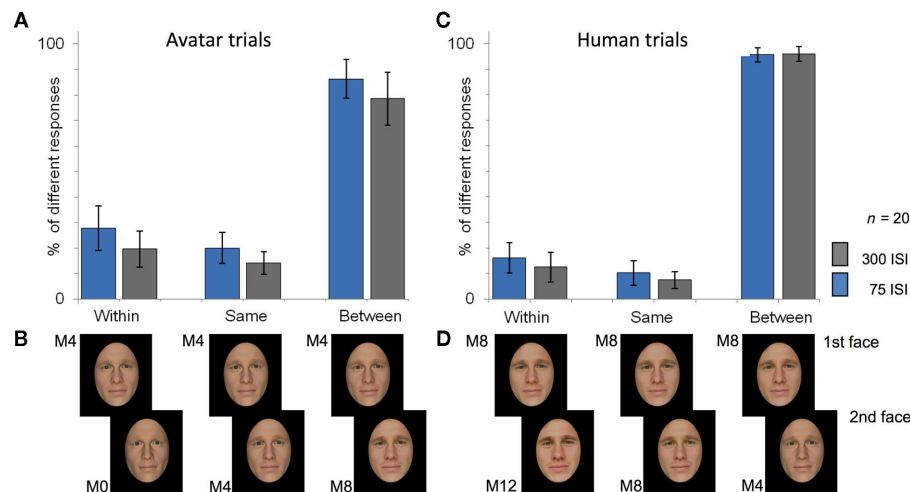 A
Avatar trials
100
% of different responses
0
Within Same Between
C
Human trials
100
% of different responses
0
Within Same Between
n = 20
300 ISI
75 ISI
B
M4 M4 M4
M0 M4 M8
D
M8 M8 M8
1st face
2nd face
M12 M8 M4